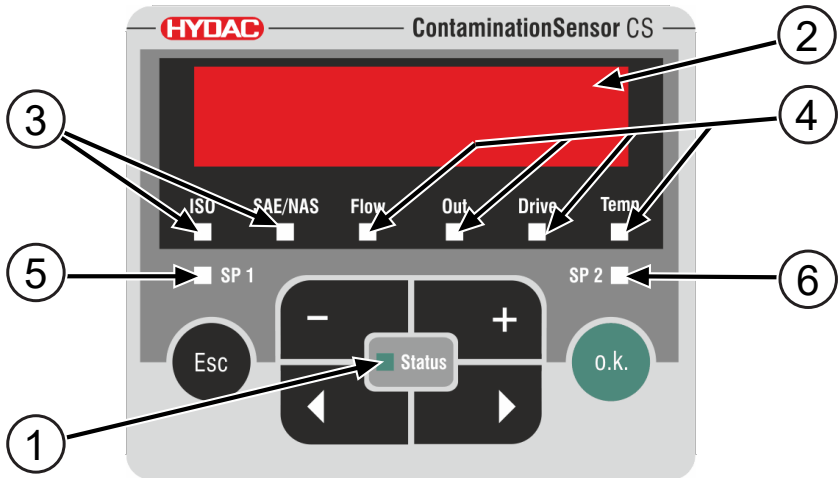 HYDAC ContaminationSensor CS
2
3
4
ISO SAE/NAS Flow Out Drive Temp
5 SP 1 SP 2 6
- +
Esc Status o.k.
1